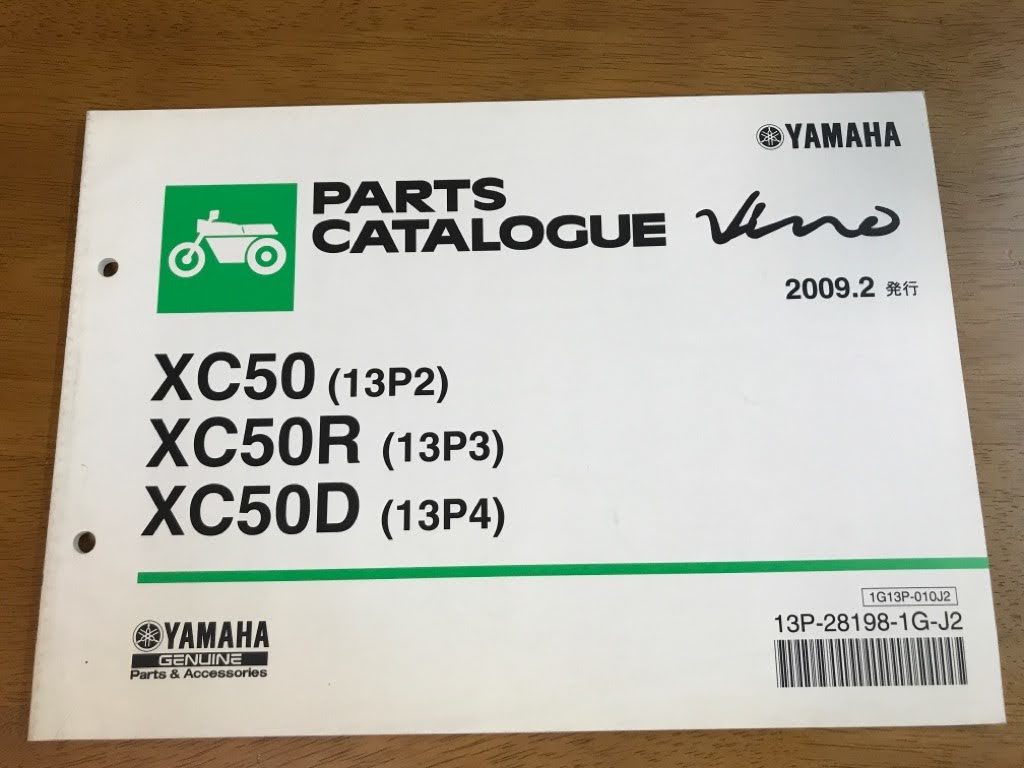 YAMAHA
PARTS
CATALOGUE
Vino
2009.2 発行
XC50 (13P2)
XC50R (13P3)
XC50D (13P4)
1G13P-010J2
13P-28198-1G-J2
YAMAHA
GENUINE
Parts & Accessories